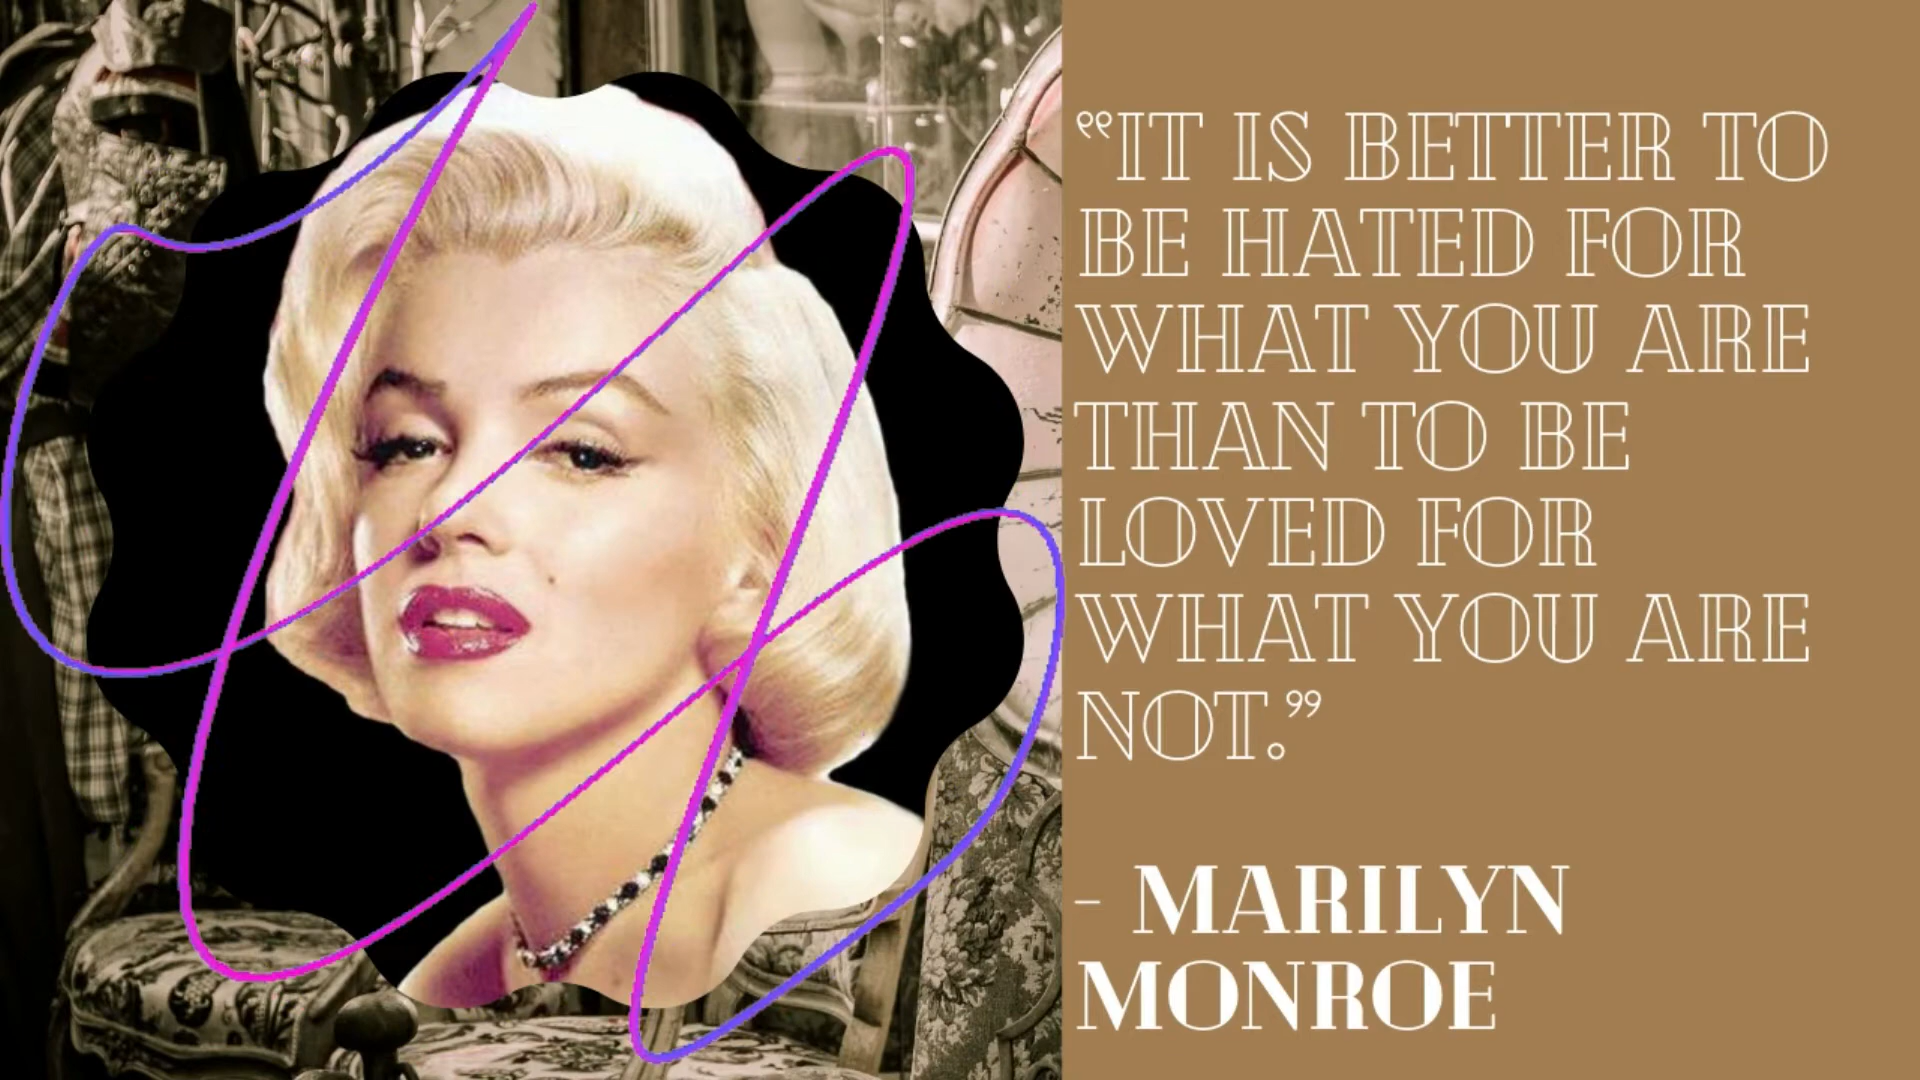 “IT IS BETTER TO
BE HATED FOR
WHAT YOU ARE
THAN TO BE
LOVED FOR
WHAT YOU ARE
NOT.”
- MARILYN
MONROE